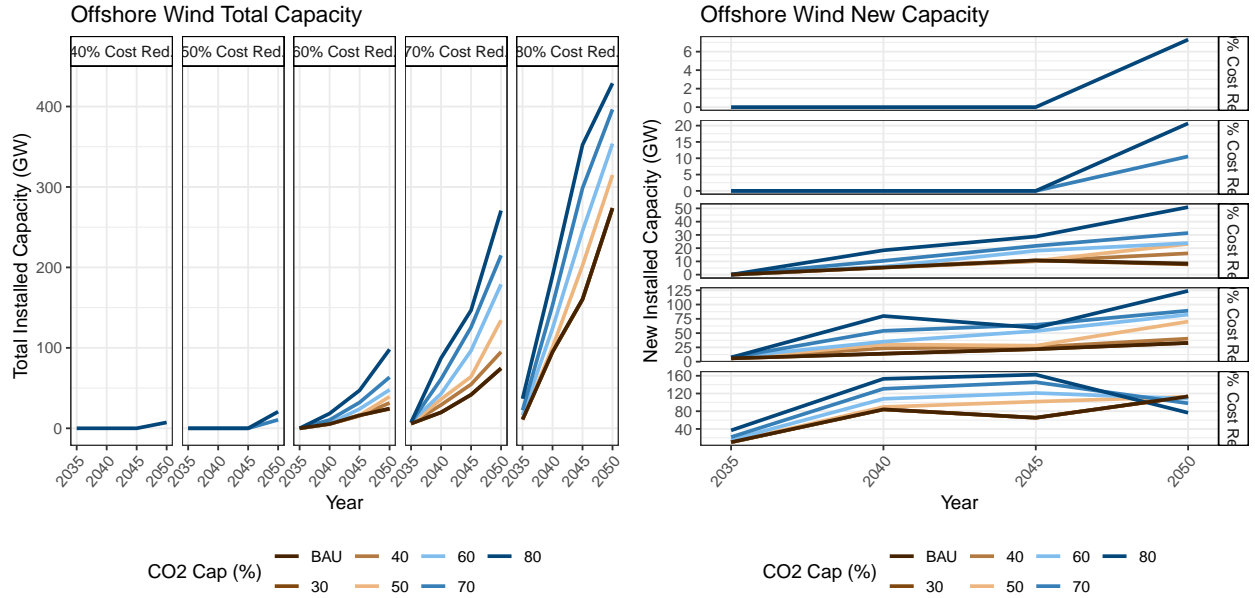 Offshore Wind Total Capacity
40% Cost Red. 50% Cost Red. 60% Cost Red. 70% Cost Red. 80% Cost Red.
Total Installed Capacity (GW)
400
300
200
100
0
2035 2040 2045 2050 2035 2040 2045 2050 2035 2040 2045 2050 2035 2040 2045 2050 2035 2040 2045 2050
Year
CO2 Cap (%)
BAU 40 60 80
30 50 70
Offshore Wind New Capacity
New Installed Capacity (GW)
6
4
2
0
% Cost Re
20
15
10
5
0
% Cost Re
50
40
30
20
10
0
% Cost Re
125
100
75
50
25
0
% Cost Re
160
120
80
40
% Cost Re
2035 2040 2045 2050
Year
CO2 Cap (%)
BAU 40 60 80
30 50 70